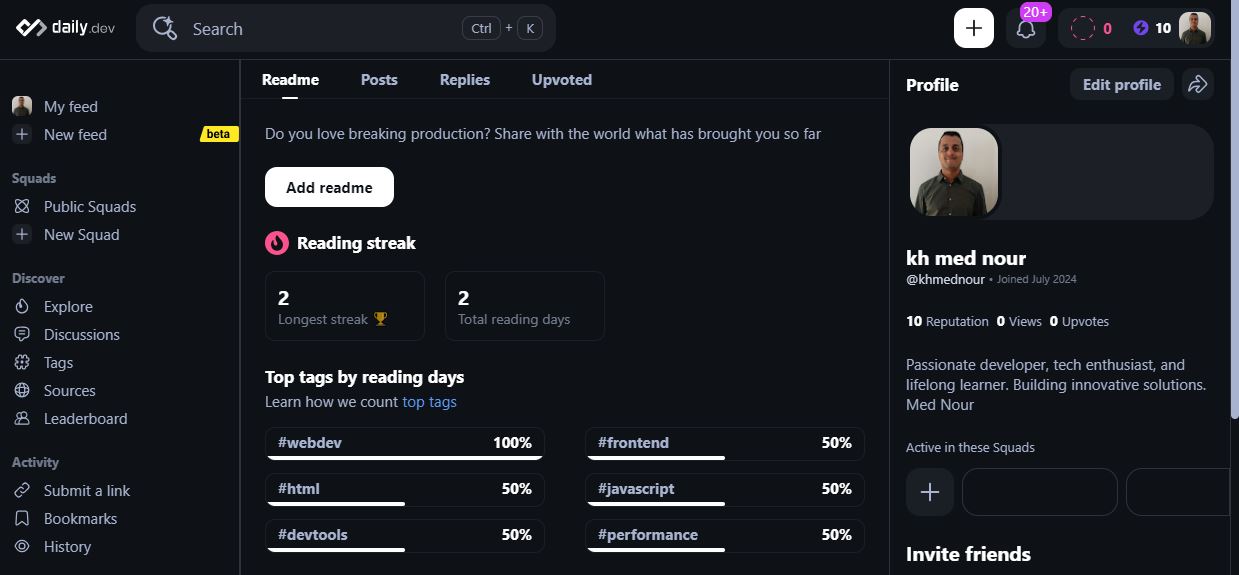 daily.dev
Search
Ctrl + K
20+
0
10
My feed
New feed
beta
Squads
Public Squads
New Squad
Discover
Explore
Discussions
Tags
Sources
Leaderboard
Activity
Submit a link
Bookmarks
History
Readme Posts Replies Upvoted
Do you love breaking production? Share with the world what has brought you so far
Add readme
Reading streak
2
Longest streak
2
Total reading days
Top tags by reading days
Learn how we count top tags
#webdev 100%
#frontend 50%
#html 50%
#javascript 50%
#devtools 50%
#performance 50%
Profile
Edit profile
kh med nour
@khmednour • Joined July 2024
10 Reputation 0 Views 0 Upvotes
Passionate developer, tech enthusiast, and
lifelong learner. Building innovative solutions.
Med Nour
Active in these Squads
Invite friends